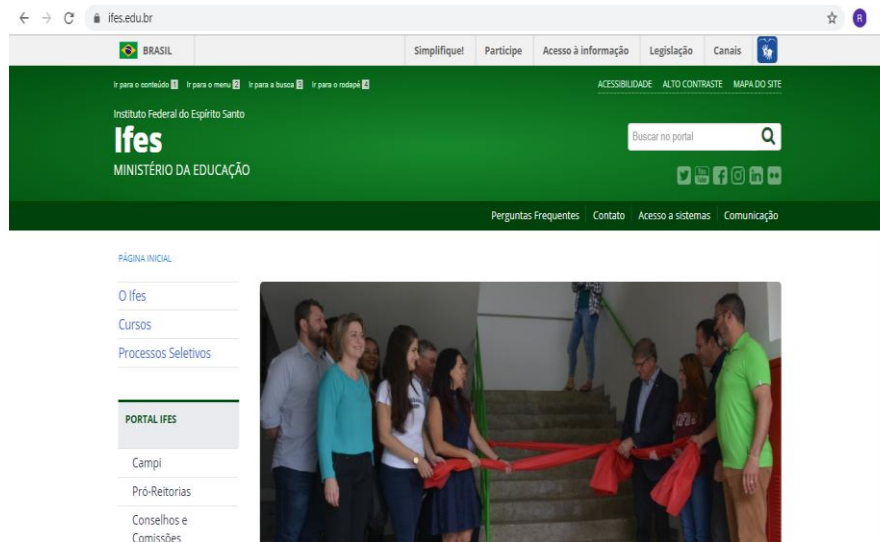 ifes.edu.br
R
BRASIL Simplifique! Participe Acesso à informação Legislação Canais
Ir para o conteúdo 1 Ir para o menu 2 Ir para a busca 3 Ir para o rodapé 4 ACESSIBILIDADE ALTO CONTRASTE MAPA DO SITE
Instituto Federal do Espírito Santo
Ifes
MINISTÉRIO DA EDUCAÇÃO
Buscar no portal
You Tube
Perguntas Frequentes Contato Acesso a sistemas Comunicação
PÁGINA INICIAL
O Ifes
Cursos
Processos Seletivos
PORTAL IFES
Campi
Pró-Reitorias
Conselhos e
Comissões